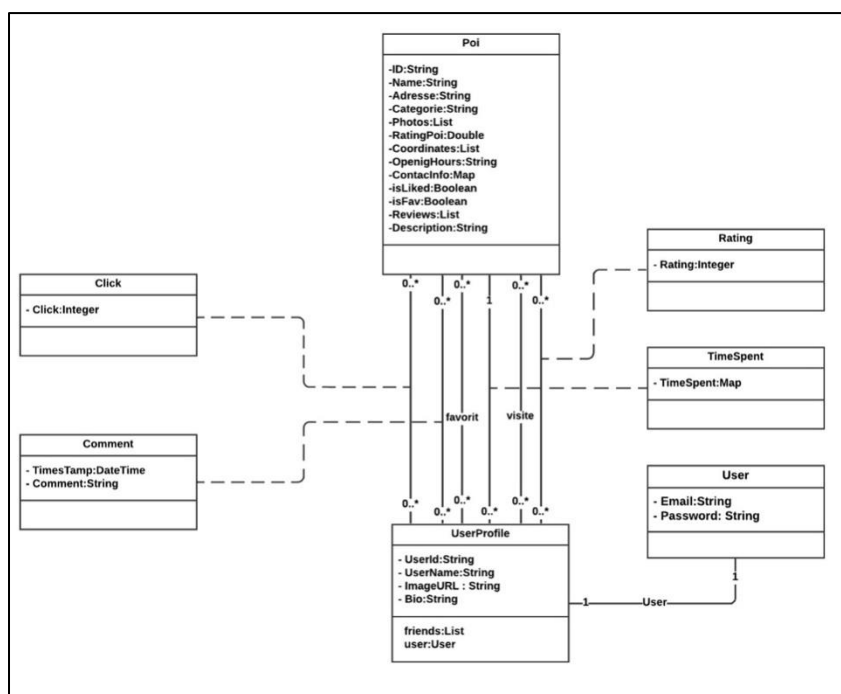 Poi
-ID:String
-Name:String
-Adresse:String
-Categorie:String
-Photos:List
-RatingPoi:Double
-Coordinates:List
-OpenigHours:String
-ContacInfo:Map
-isLiked:Boolean
-isFav:Boolean
-Reviews:List
-Description:String
Rating
- Rating:Integer
Click
- Click:Integer
0..*
0..*
0..*
1
0..*
0..*
TimeSpent
- TimeSpent:Map
favorit
visite
Comment
- TimesTamp:DateTime
- Comment:String
User
- Email:String
- Password: String
0..*
0..*
0..*
0..*
0..*
0..*
UserProfile
- UserId:String
- UserName:String
- ImageURL : String
- Bio:String
friends:List
user:User
1
User
1